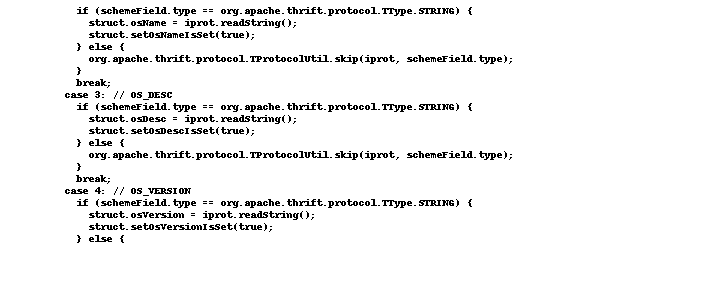 if (schemeField.type == org.apache.thrift.protocol.TType.STRING) {
struct.osName = iprot.readString();
struct.setOsNameIsSet(true);
} else {
org.apache.thrift.protocol.TProtocolUtil.skip(iprot, schemeField.type);
}
break;
case 3: // OS_DESC
if (schemeField.type == org.apache.thrift.protocol.TType.STRING) {
struct.osDesc = iprot.readString();
struct.setOsDescIsSet(true);
} else {
org.apache.thrift.protocol.TProtocolUtil.skip(iprot, schemeField.type);
}
break;
case 4: // OS_VERSION
if (schemeField.type == org.apache.thrift.protocol.TType.STRING) {
struct.osVersion = iprot.readString();
struct.setOsVersionIsSet(true);
} else {